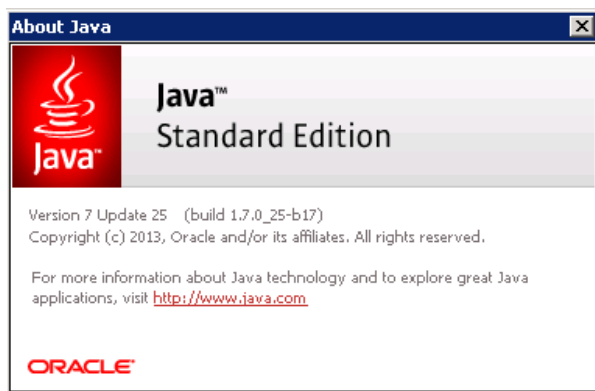 About Java
Java™
Java™
Standard Edition
Version 7 Update 25 (build 1.7.0_25-b17)
Copyright (c) 2013, Oracle and/or its affiliates. All rights reserved.
For more information about Java technology and to explore great Java
applications, visit http://www.java.com
ORACLE®